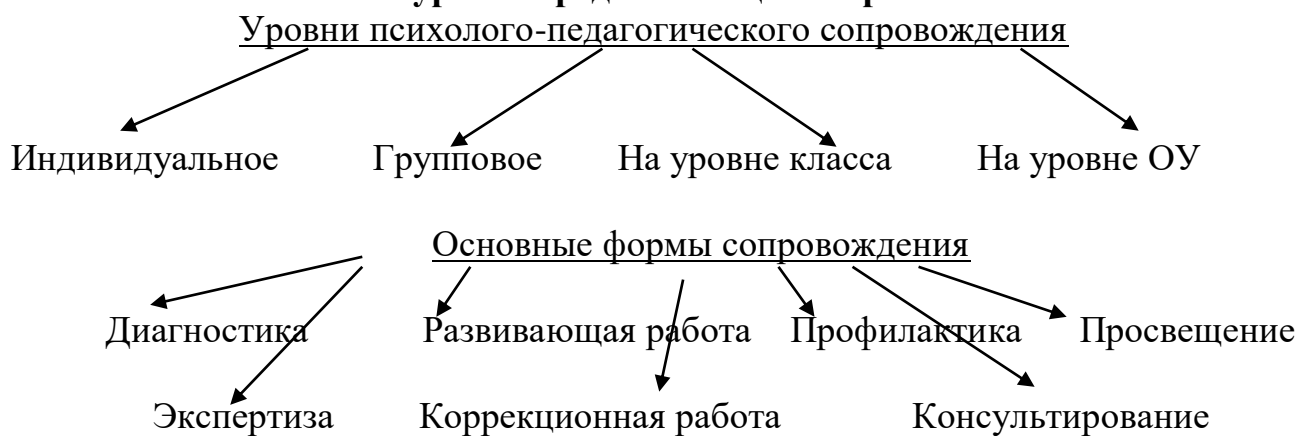 Уровни психолого-педагогического сопровождения
Индивидуальное Групповое На уровне класса На уровне ОУ
Основные формы сопровождения
Диагностика Развивающая работа Профилактика Просвещение
Экспертиза Коррекционная работа Консультирование